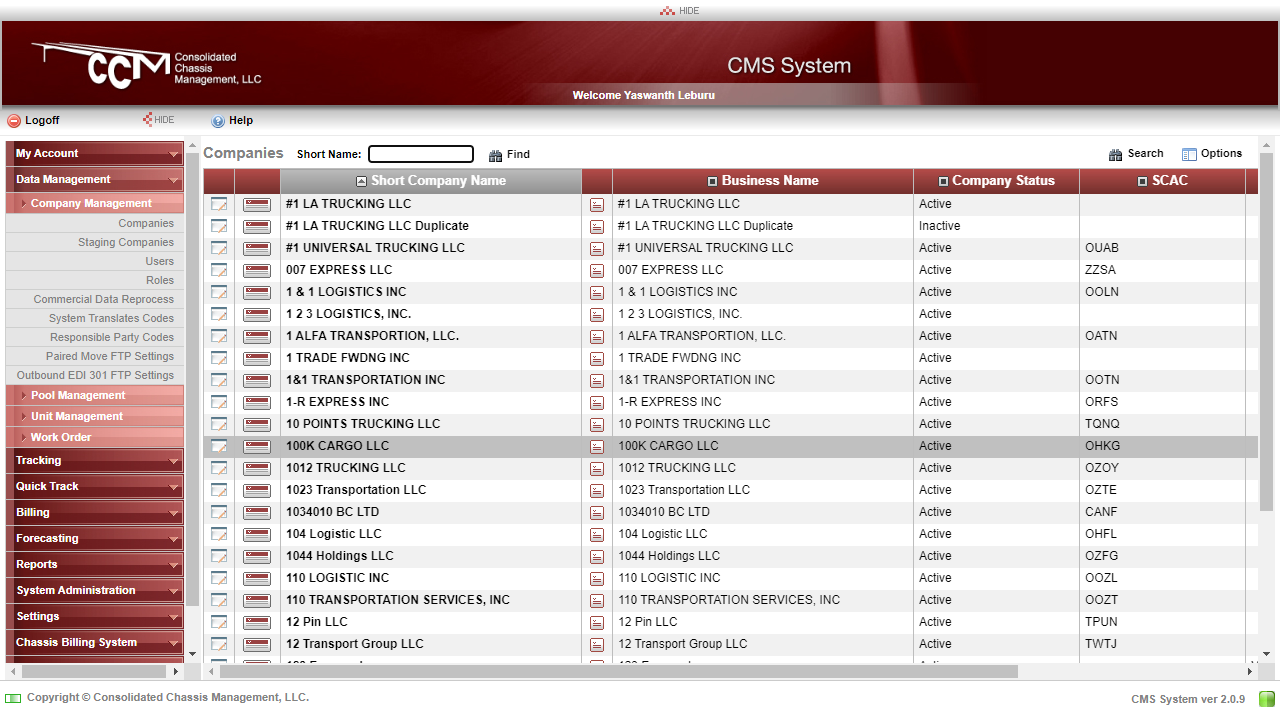 HIDE
CCM Consolidated
Chassis
Management, LLC
CMS System
Welcome Yaswanth Leburu
Logoff HIDE Help
My Account
Data Management
Company Management
Companies
Staging Companies
Users
Roles
Commercial Data Reprocess
System Translates Codes
Responsible Party Codes
Paired Move FTP Settings
Outbound EDI 301 FTP Settings
Pool Management
Unit Management
Work Order
Tracking
Quick Track
Billing
Forecasting
Reports
System Administration
Settings
Chassis Billing System
Companies Short Name: Find Search Options
Short Company Name Business Name Company Status SCAC
#1 LA TRUCKING LLC #1 LA TRUCKING LLC Active
#1 LA TRUCKING LLC Duplicate #1 LA TRUCKING LLC Duplicate Inactive
#1 UNIVERSAL TRUCKING LLC #1 UNIVERSAL TRUCKING LLC Active OUAB
007 EXPRESS LLC 007 EXPRESS LLC Active ZZSA
1 & 1 LOGISTICS INC 1 & 1 LOGISTICS INC Active OOLN
1 2 3 LOGISTICS, INC. 1 2 3 LOGISTICS, INC. Active
1 ALFA TRANSPORTION, LLC. 1 ALFA TRANSPORTION, LLC. Active OATN
1 TRADE FWDNG INC 1 TRADE FWDNG INC Active
1&1 TRANSPORTATION INC 1&1 TRANSPORTATION INC Active OOTN
1-R EXPRESS INC 1-R EXPRESS INC Active ORFS
10 POINTS TRUCKING LLC 10 POINTS TRUCKING LLC Active TQNQ
100K CARGO LLC 100K CARGO LLC Active OHKG
1012 TRUCKING LLC 1012 TRUCKING LLC Active OZOY
1023 Transportation LLC 1023 Transportation LLC Active OZTE
1034010 BC LTD 1034010 BC LTD Active CANF
104 Logistic LLC 104 Logistic LLC Active OHFL
1044 Holdings LLC 1044 Holdings LLC Active OZFG
110 LOGISTIC INC 110 LOGISTIC INC Active OOZL
110 TRANSPORTATION SERVICES, INC 110 TRANSPORTATION SERVICES, INC Active OOZT
12 Pin LLC 12 Pin LLC Active TPUN
12 Transport Group LLC 12 Transport Group LLC Active TWTJ
Copyright © Consolidated Chassis Management, LLC. CMS System ver 2.0.9